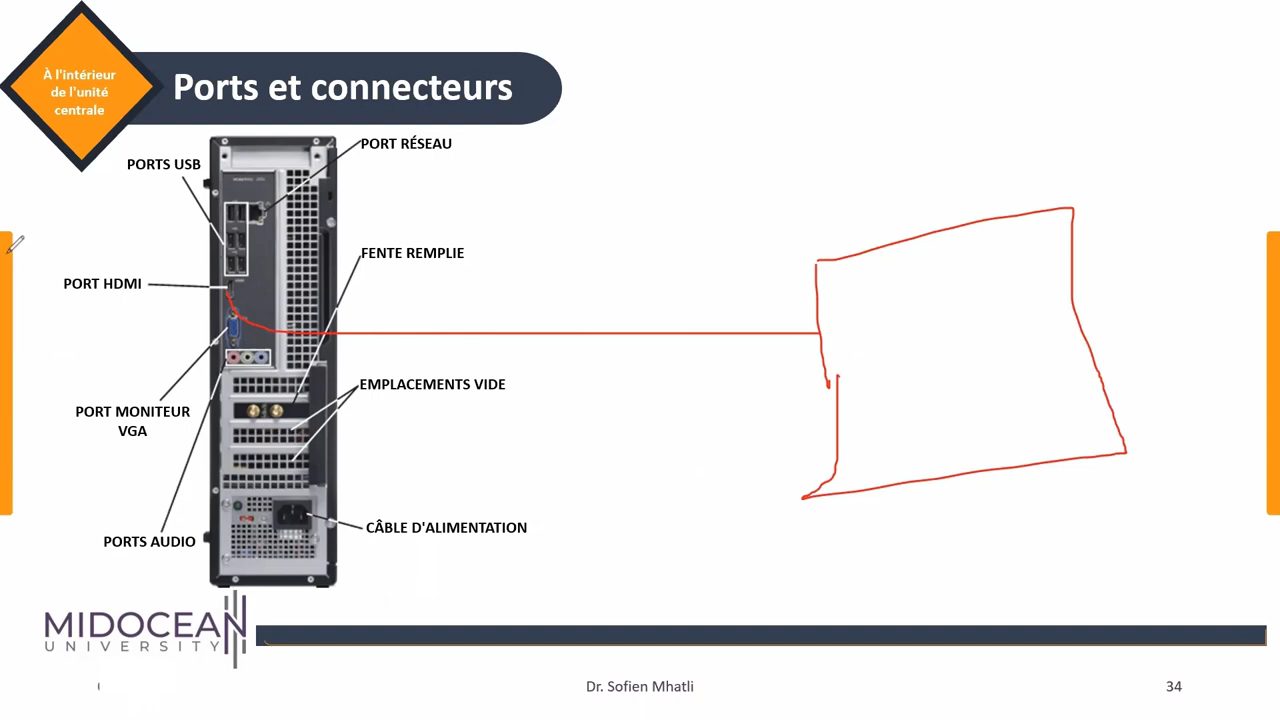 À l'intérieur
de l'unité
centrale
Ports et connecteurs
PORT RÉSEAU
PORTS USB
FENTE REMPLIE
PORT HDMI
EMPLACEMENTS VIDE
PORT MONITEUR
VGA
CÂBLE D'ALIMENTATION
PORTS AUDIO
MIDOCEAN
UNIVERSITY
Dr. Sofien Mhatli
34